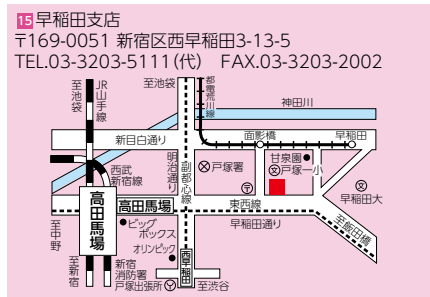 15 早稲田支店
〒169-0051 新宿区西早稲田3-13-5
TEL.03-3203-5111(代) FAX.03-3203-2002
至池袋
JR山手線
至池袋
都電荒川線
神田川
新目白通り
面影橋
早稲田
西武新宿線
明治通り
副都心線
戸塚署
甘泉園
文 戸塚一小
文
早稲田大
〒
高田馬場
高田馬場
東西線
早稲田通り
至飯田橋
至中野
ビッグボックス
オリンピック
西早稲田
至新宿
新宿消防署戸塚出張所
至渋谷